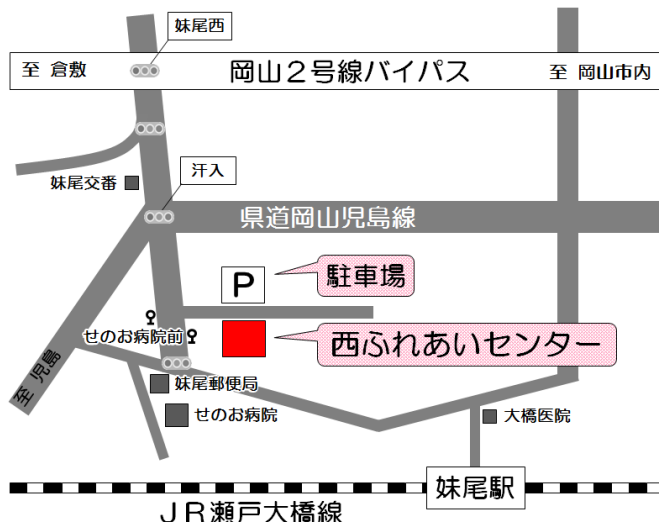 妹尾西
至 倉敷
岡山２号線バイパス
至 岡山市内
妹尾交番
汗入
県道岡山児島線
P
駐車場
せのお病院前
西ふれあいセンター
至 児島
妹尾郵便局
せのお病院
大橋医院
妹尾駅
ＪＲ瀬戸大橋線